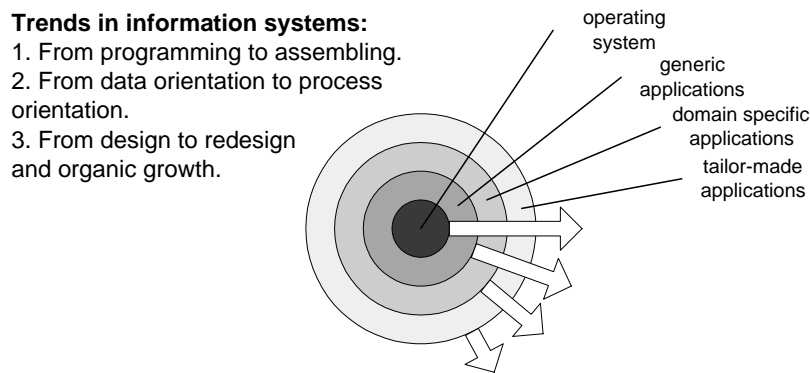 Trends in information systems:
1. From programming to assembling.
2. From data orientation to process
orientation.
3. From design to redesign
and organic growth.
operating
system
generic
applications
domain specific
applications
tailor-made
applications